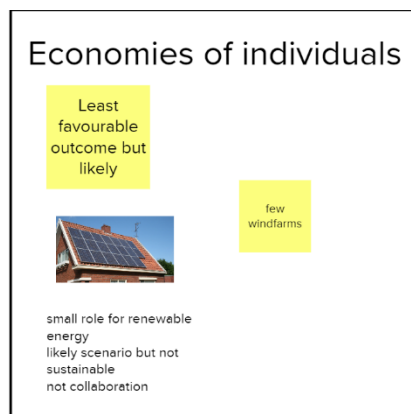 Economies of individuals
Least
favourable
outcome but
likely
few
windfarms
small role for renewable
energy
likely scenario but not
sustainable
not collaboration